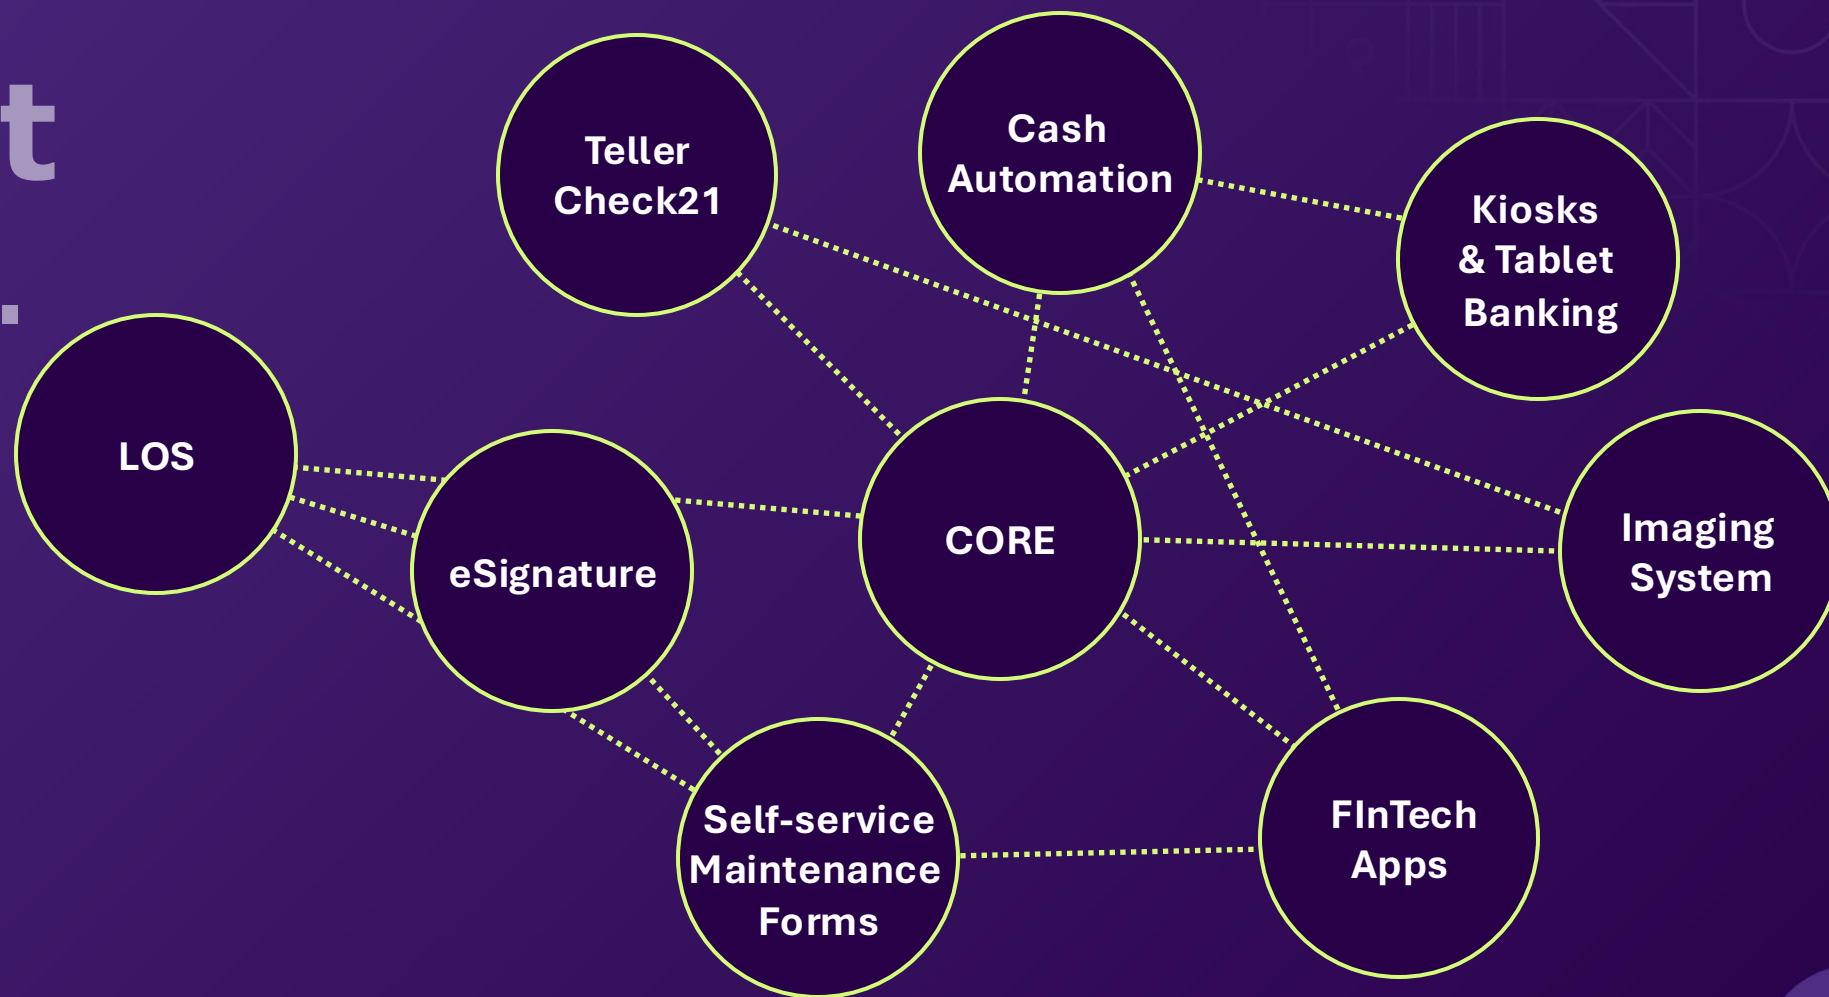 t
.
Teller
Check21
Cash
Automation
Kiosks
& Tablet
Banking
LOS
eSignature
CORE
Imaging
System
Self-service
Maintenance
Forms
FInTech
Apps